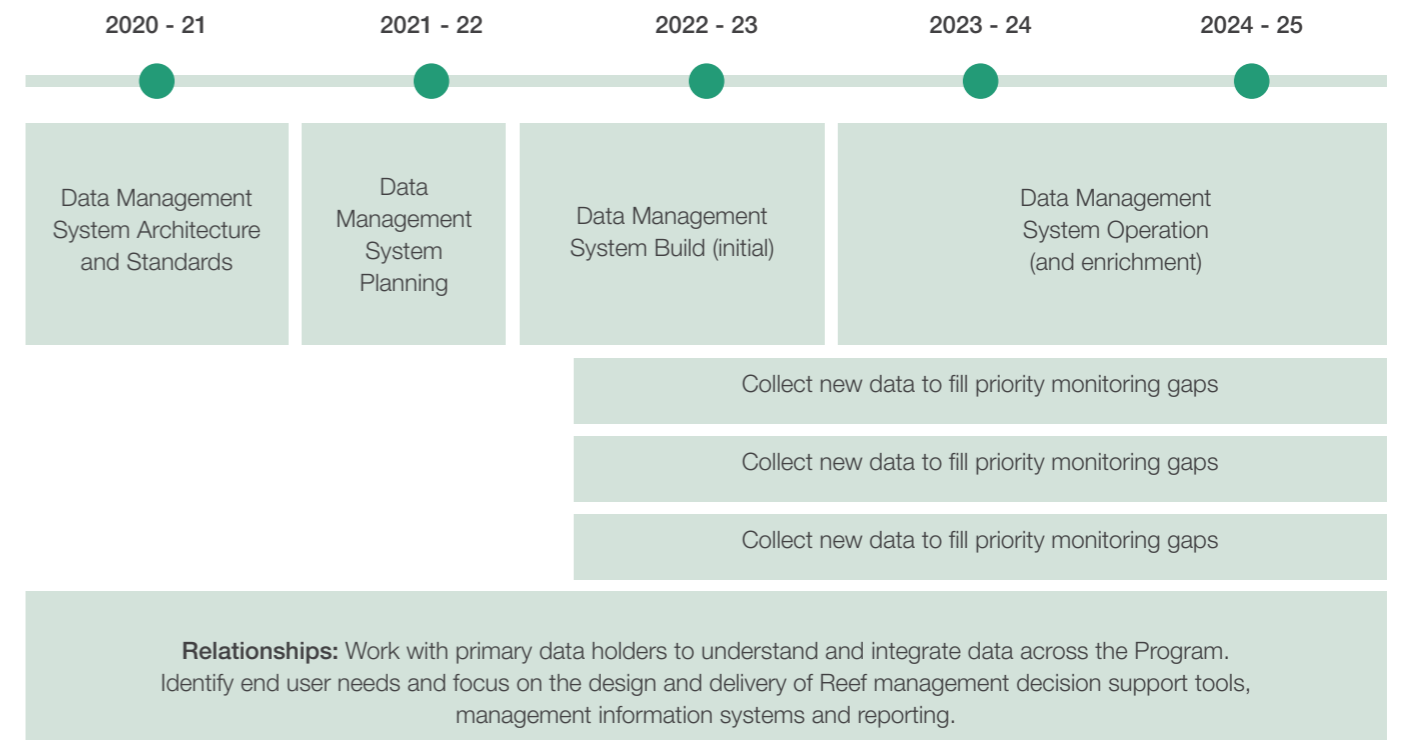 2020 - 21
2021 - 22
2022 - 23
2023 - 24
2024 - 25
Data Management
System Architecture
and Standards
Data
Management
System
Planning
Data Management
System Build (initial)
Data Management
System Operation
(and enrichment)
Collect new data to fill priority monitoring gaps
Collect new data to fill priority monitoring gaps
Collect new data to fill priority monitoring gaps
Relationships: Work with primary data holders to understand and integrate data across the Program.
Identify end user needs and focus on the design and delivery of Reef management decision support tools,
management information systems and reporting.